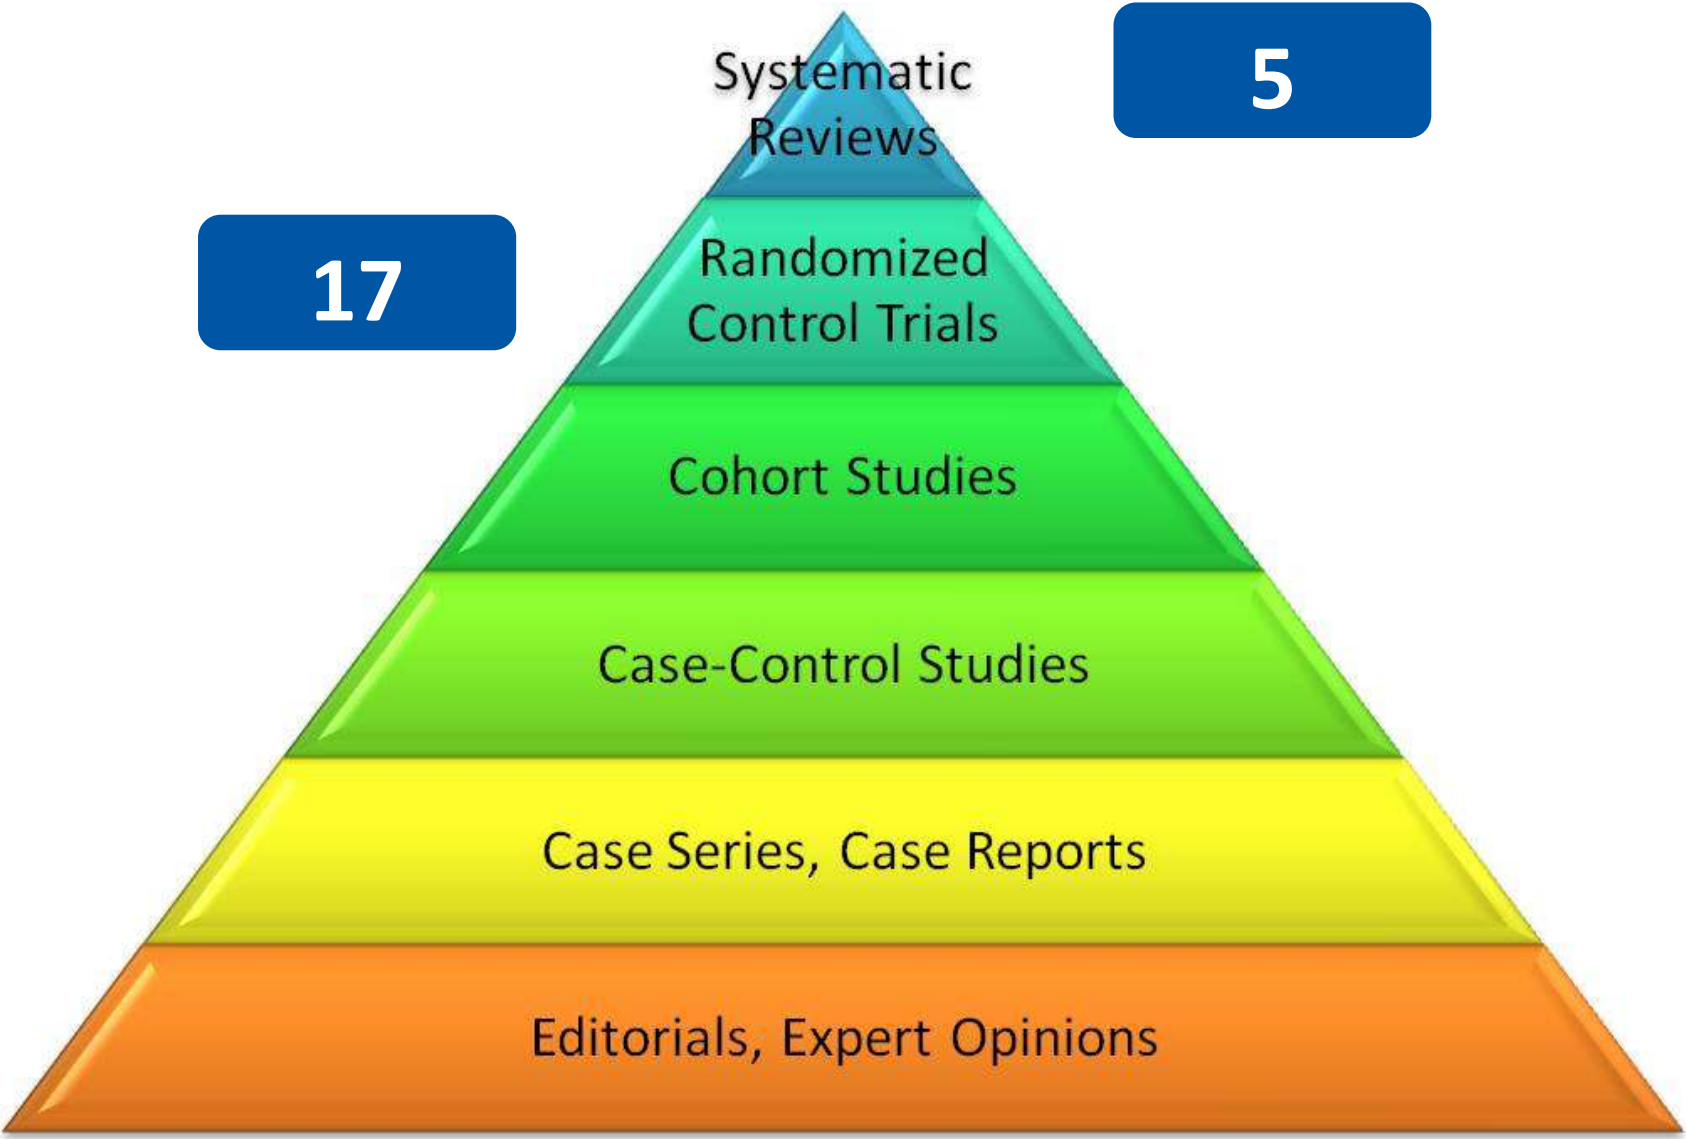 Systematic
Reviews
5
17
Randomized
Control Trials
Cohort Studies
Case-Control Studies
Case Series, Case Reports
Editorials, Expert Opinions